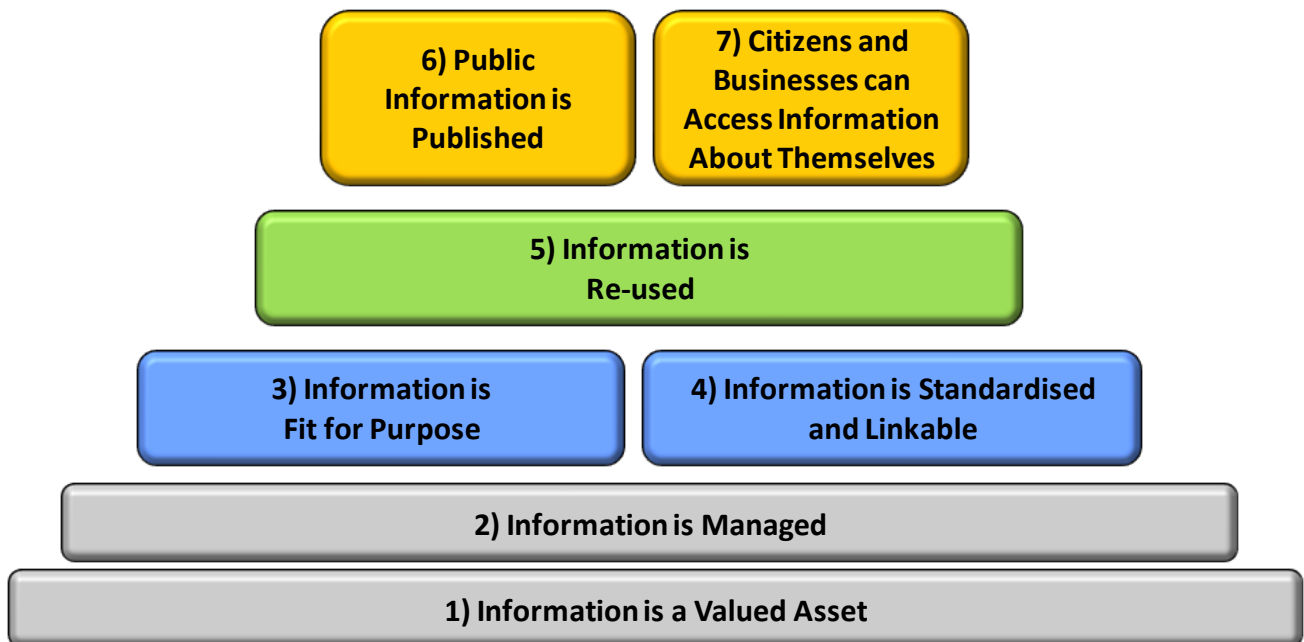 6) Public
Information is
Published
7) Citizens and
Businesses can
Access Information
About Themselves
5) Information is
Re-used
3) Information is
Fit for Purpose
4) Information is Standardised
and Linkable
2) Information is Managed
1) Information is a Valued Asset